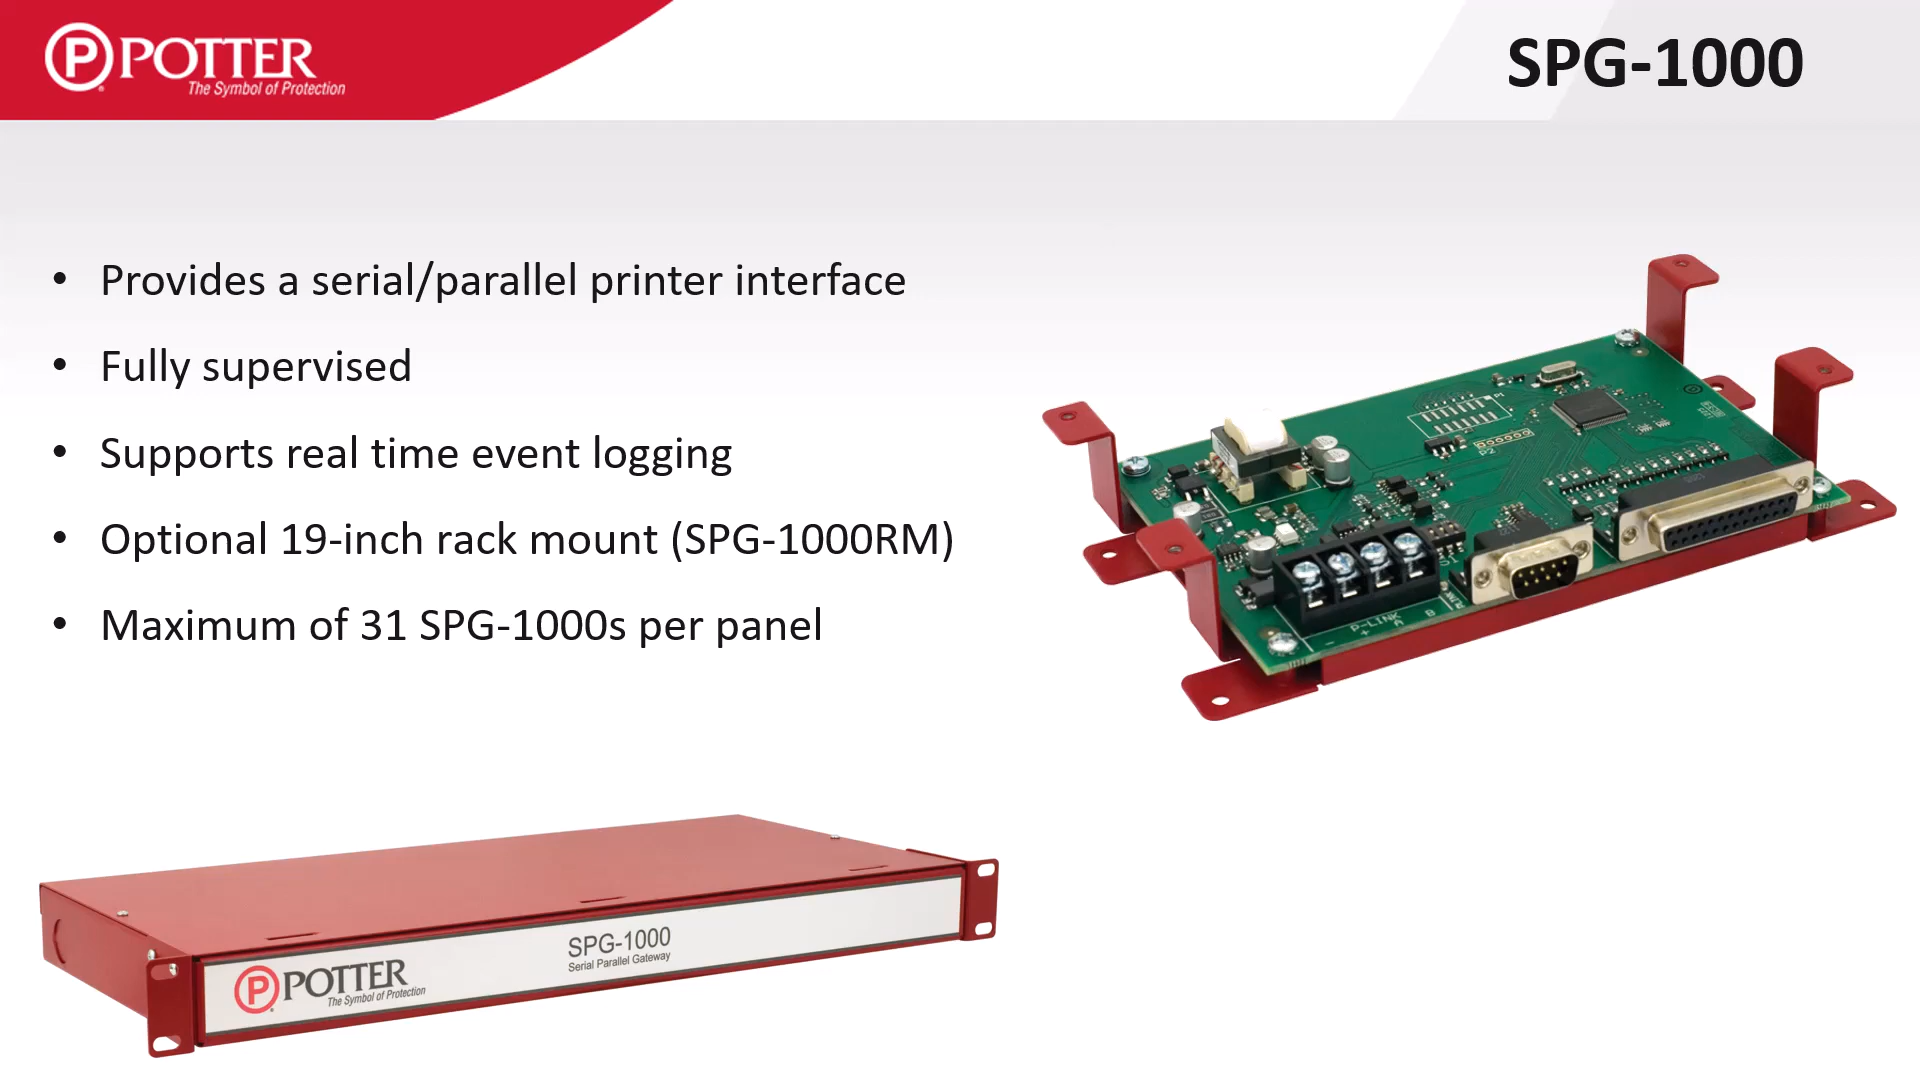 P POTTER
The Symbol of Protection
SPG-1000
• Provides a serial/parallel printer interface
• Fully supervised
• Supports real time event logging
• Optional 19-inch rack mount (SPG-1000RM)
• Maximum of 31 SPG-1000s per panel
P1
P2
P-LINK
+ A B
P POTTER
The Symbol of Protection
SPG-1000
Serial Parallel Gateway